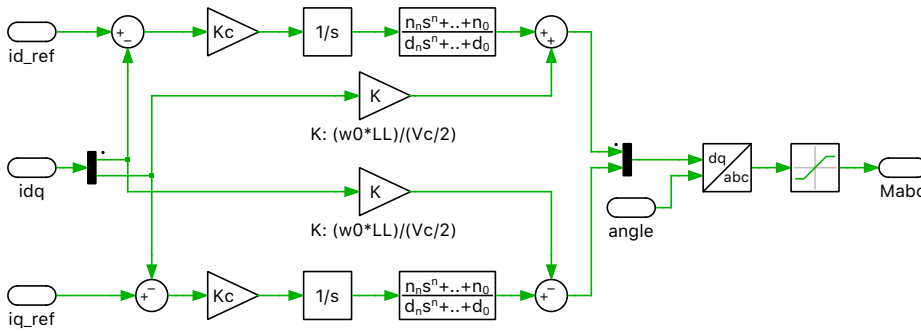 id_ref
+
−
Kc
1/s
nₙsⁿ+..+n₀
dₙsⁿ+..+d₀
+
+
K
K: (w0*LL)/(Vc/2)
idq
K
K: (w0*LL)/(Vc/2)
dq
abc
angle
Mabc
iq_ref
+
−
Kc
1/s
nₙsⁿ+..+n₀
dₙsⁿ+..+d₀
+
−